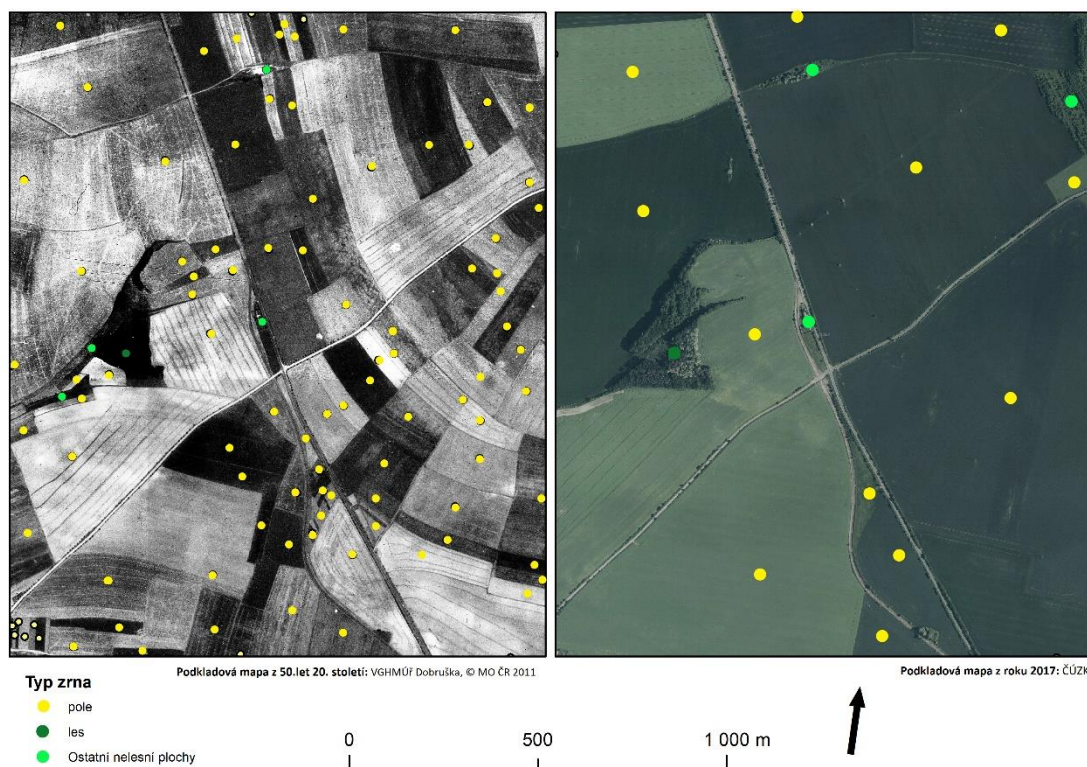 Podkladová mapa z 50.let 20. století: VGHMÚř Dobruška, © MO ČR 2011
Podkladová mapa z roku 2017: ČÚZK
Typ zrna
pole
les
Ostatní nelesní plochy
0 500 1 000 m